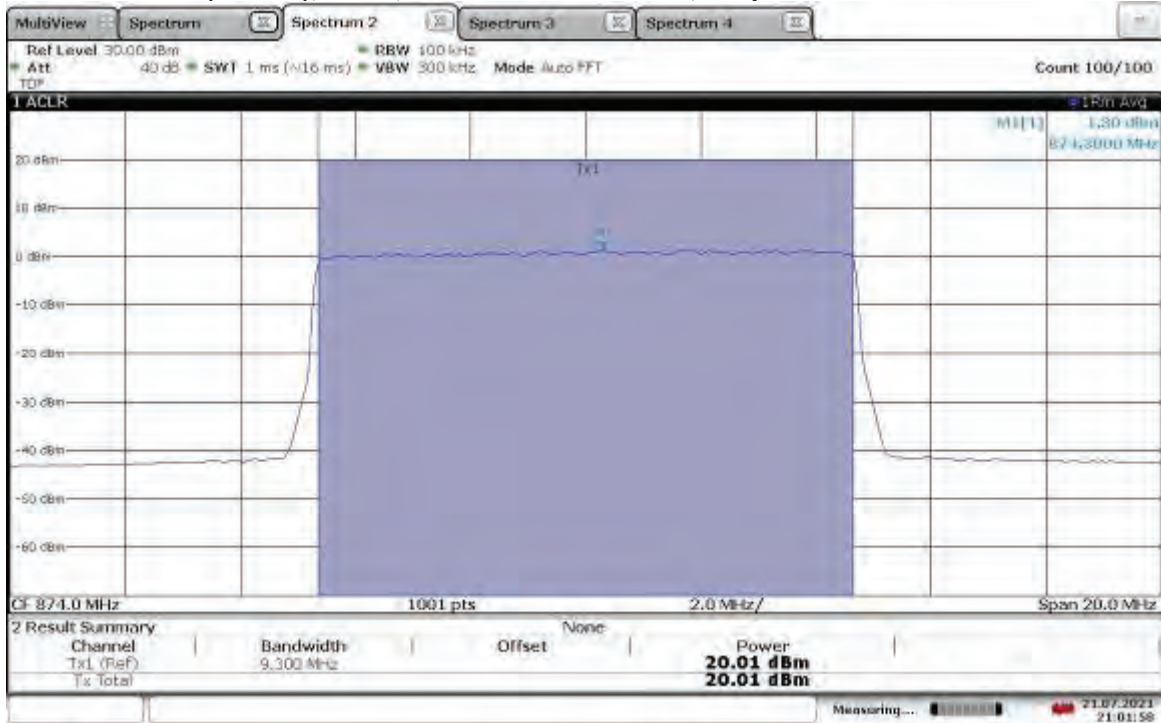 MultiView Spectrum Spectrum 2 Spectrum 3 Spectrum 4
Ref Level 30.00 dBm RBW 100 kHz
Att 40 dB SWT 1 ms (~16 ms) VBW 300 kHz Mode Auto FFT Count 100/100
TDF
1 ACLR 1Rm Avg
M1[1] 1.30 dBm
874.3000 MHz
20 dBm
Tx1
10 dBm
0 dBm
-10 dBm
-20 dBm
-30 dBm
-40 dBm
-50 dBm
-60 dBm
CF 874.0 MHz 1001 pts 2.0 MHz/ Span 20.0 MHz
2 Result Summary None
Channel Bandwidth Offset Power
Tx1 (Ref) 9.300 MHz 20.01 dBm
Tx Total 20.01 dBm
Measuring... 21.07.2021
21:01:58